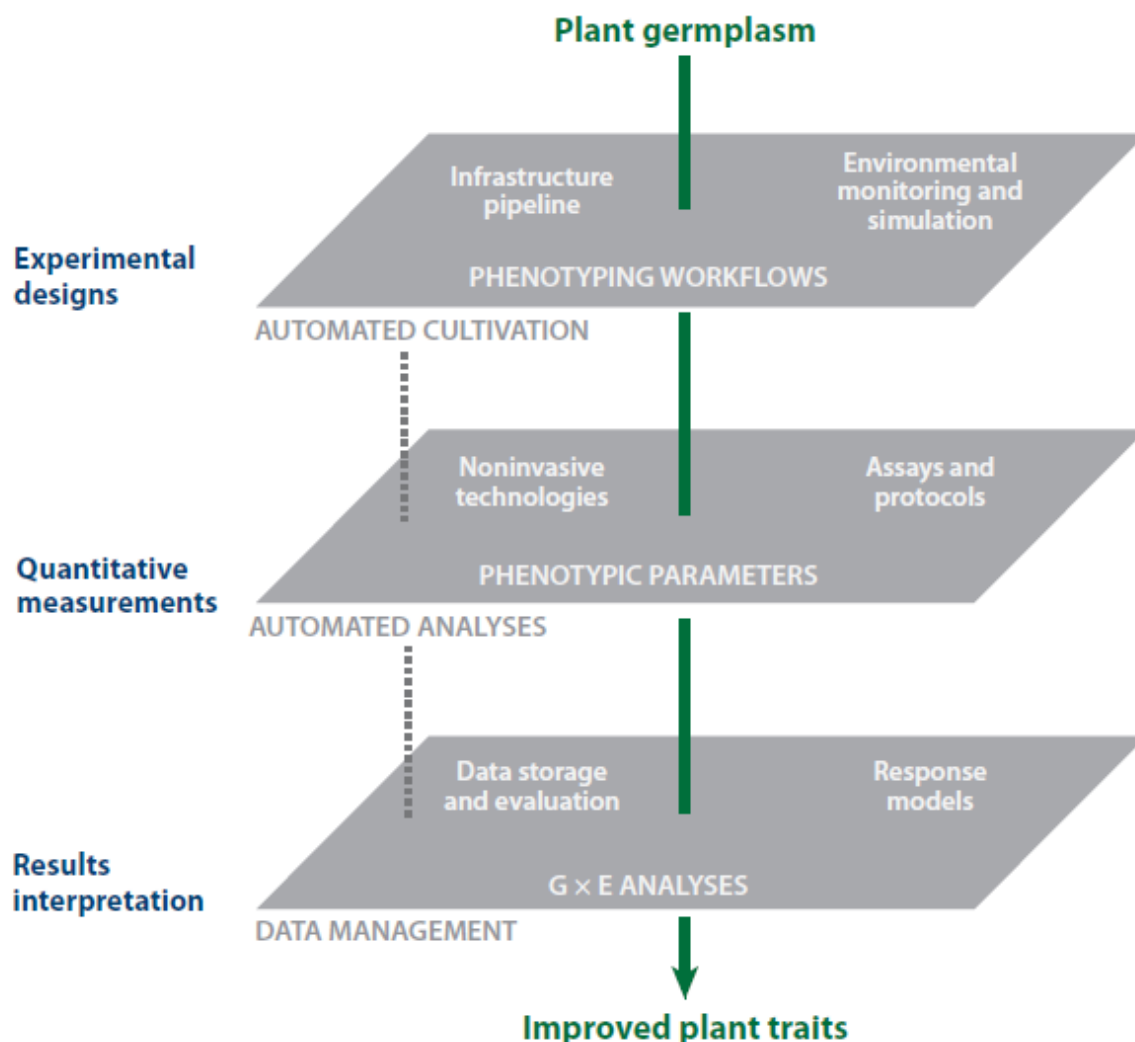 Plant germplasm
Infrastructure
pipeline
Environmental
monitoring and
simulation
Experimental
designs
PHENOTYPING WORKFLOWS
AUTOMATED CULTIVATION
Noninvasive
technologies
Assays and
protocols
Quantitative
measurements
PHENOTYPIC PARAMETERS
AUTOMATED ANALYSES
Data storage
and evaluation
Response
models
Results
interpretation
G × E ANALYSES
DATA MANAGEMENT
Improved plant traits